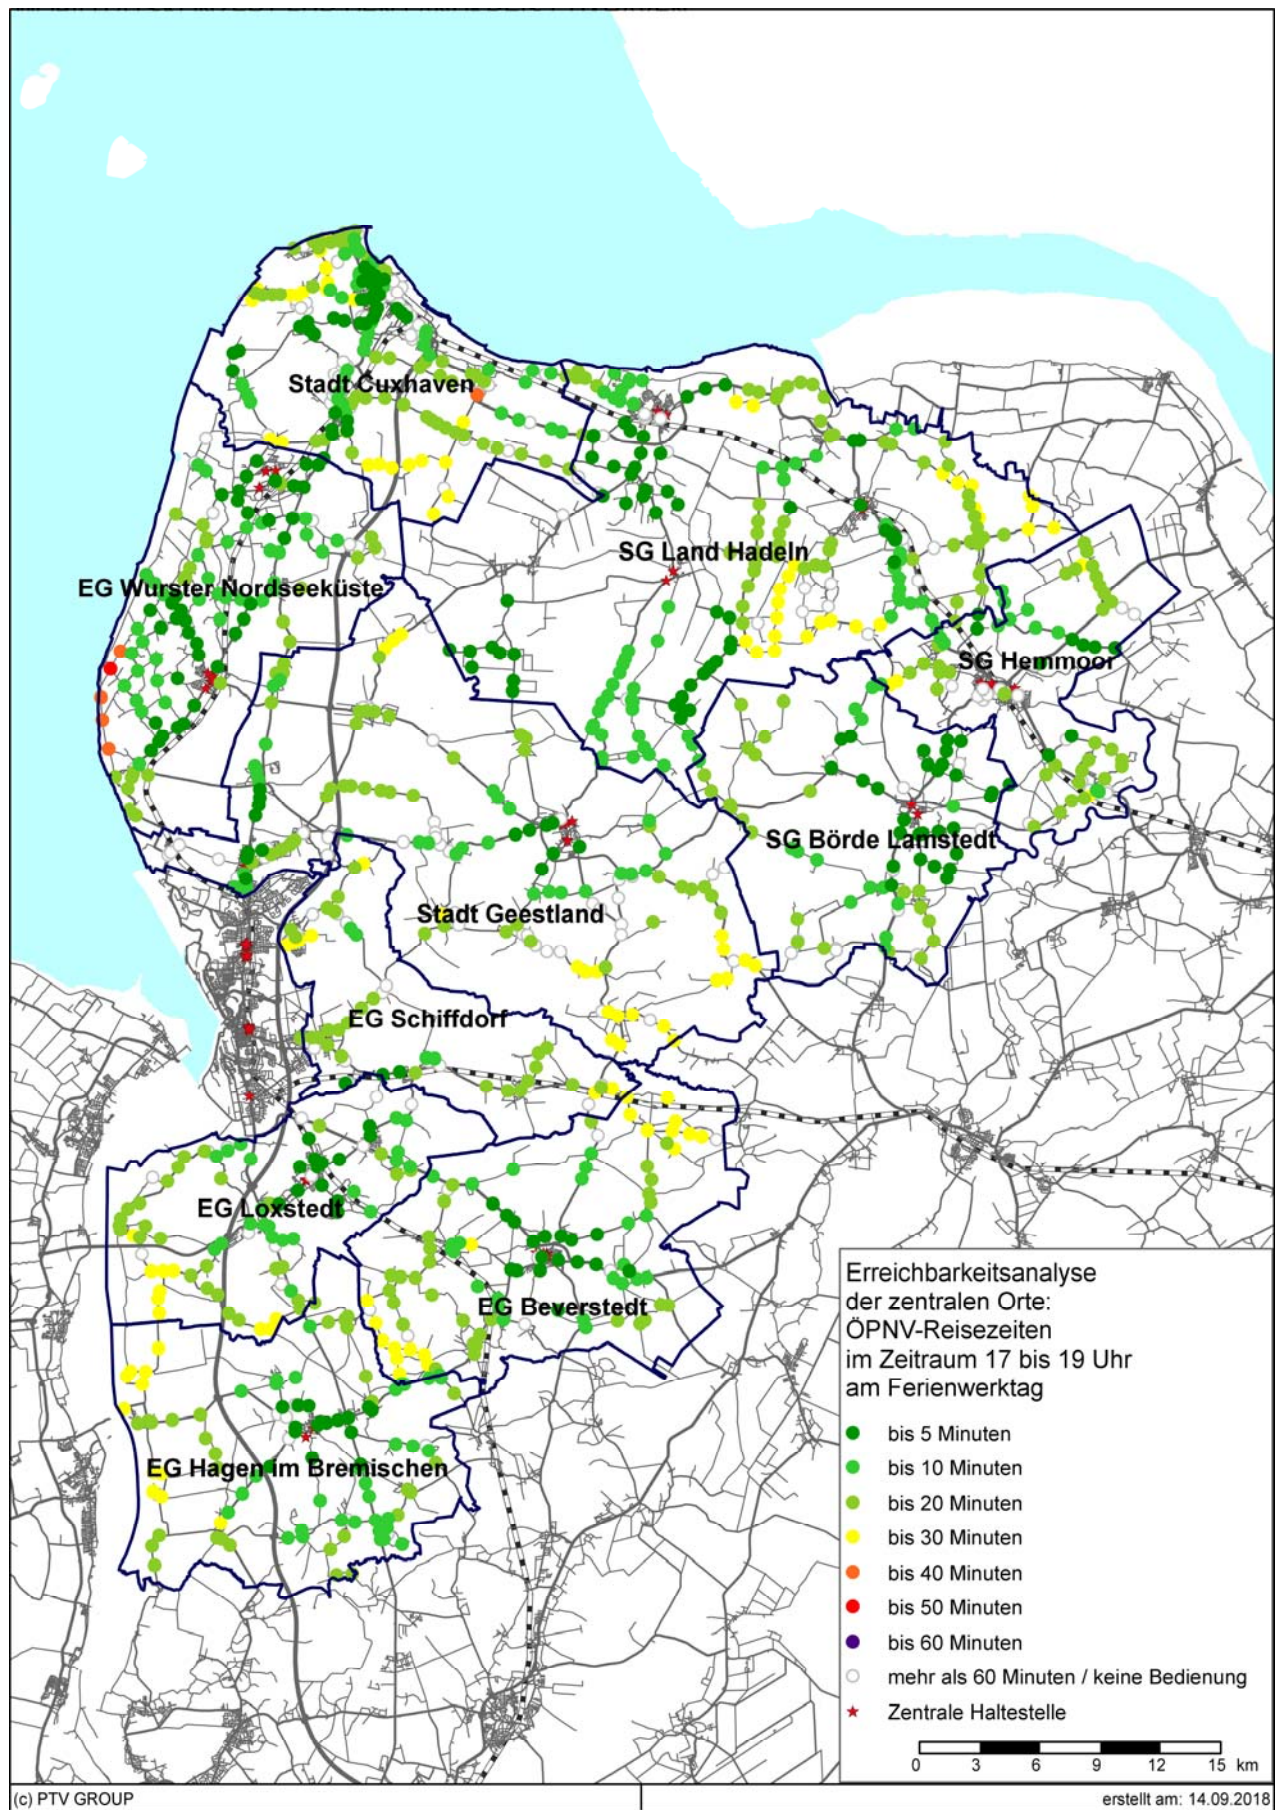 Stadt Cuxhaven
SG Land Hadeln
EG Wurster Nordseeküste
SG Hemmoor
SG Börde Lamstedt
Stadt Geestland
EG Schiffdorf
EG Loxstedt
EG Beverstedt
EG Hagen im Bremischen
Erreichbarkeitsanalyse
der zentralen Orte:
ÖPNV-Reisezeiten
im Zeitraum 17 bis 19 Uhr
am Ferienwerktag
bis 5 Minuten
bis 10 Minuten
bis 20 Minuten
bis 30 Minuten
bis 40 Minuten
bis 50 Minuten
bis 60 Minuten
mehr als 60 Minuten / keine Bedienung
Zentrale Haltestelle
0 3 6 9 12 15 km
(c) PTV GROUP
erstellt am: 14.09.2018